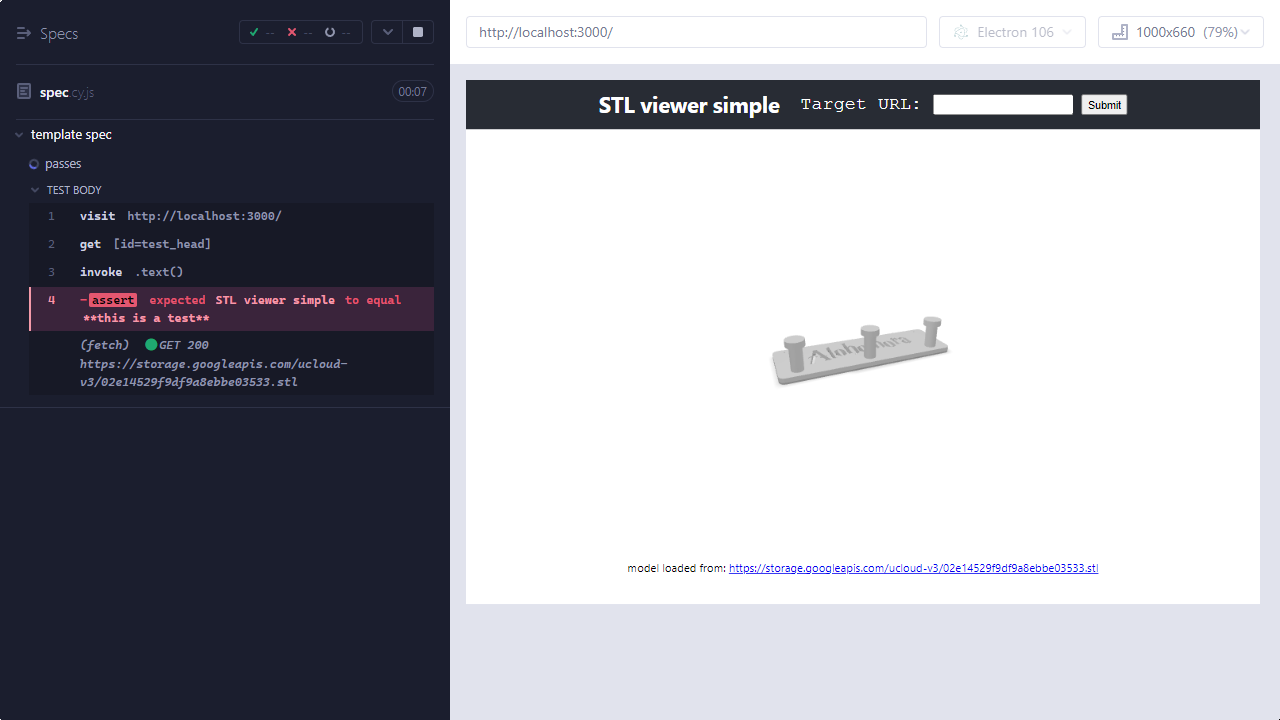 Specs
-- -- --
http://localhost:3000/
Electron 106
1000x660 (79%)
spec.cy.js
00:07
template spec
passes
TEST BODY
1 visit http://localhost:3000/
2 get [id=test_head]
3 invoke .text()
4 -assert expected STL viewer simple to equal
**this is a test**
(fetch) GET 200
https://storage.googleapis.com/ucloud-
v3/02e14529f9df9a8ebbe03533.stl
STL viewer simple
Target URL:
Submit
model loaded from: https://storage.googleapis.com/ucloud-v3/02e14529f9df9a8ebbe03533.stl